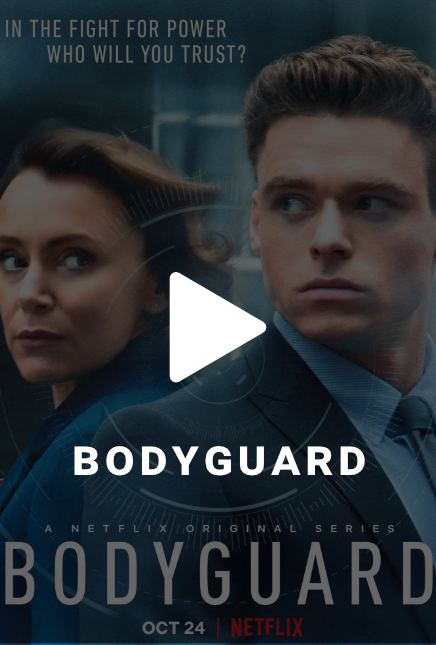 IN THE FIGHT FOR POWER
WHO WILL YOU TRUST?
BODYGUARD
A NETFLIX ORIGINAL SERIES
BODYGUARD
OCT 24 | NETFLIX